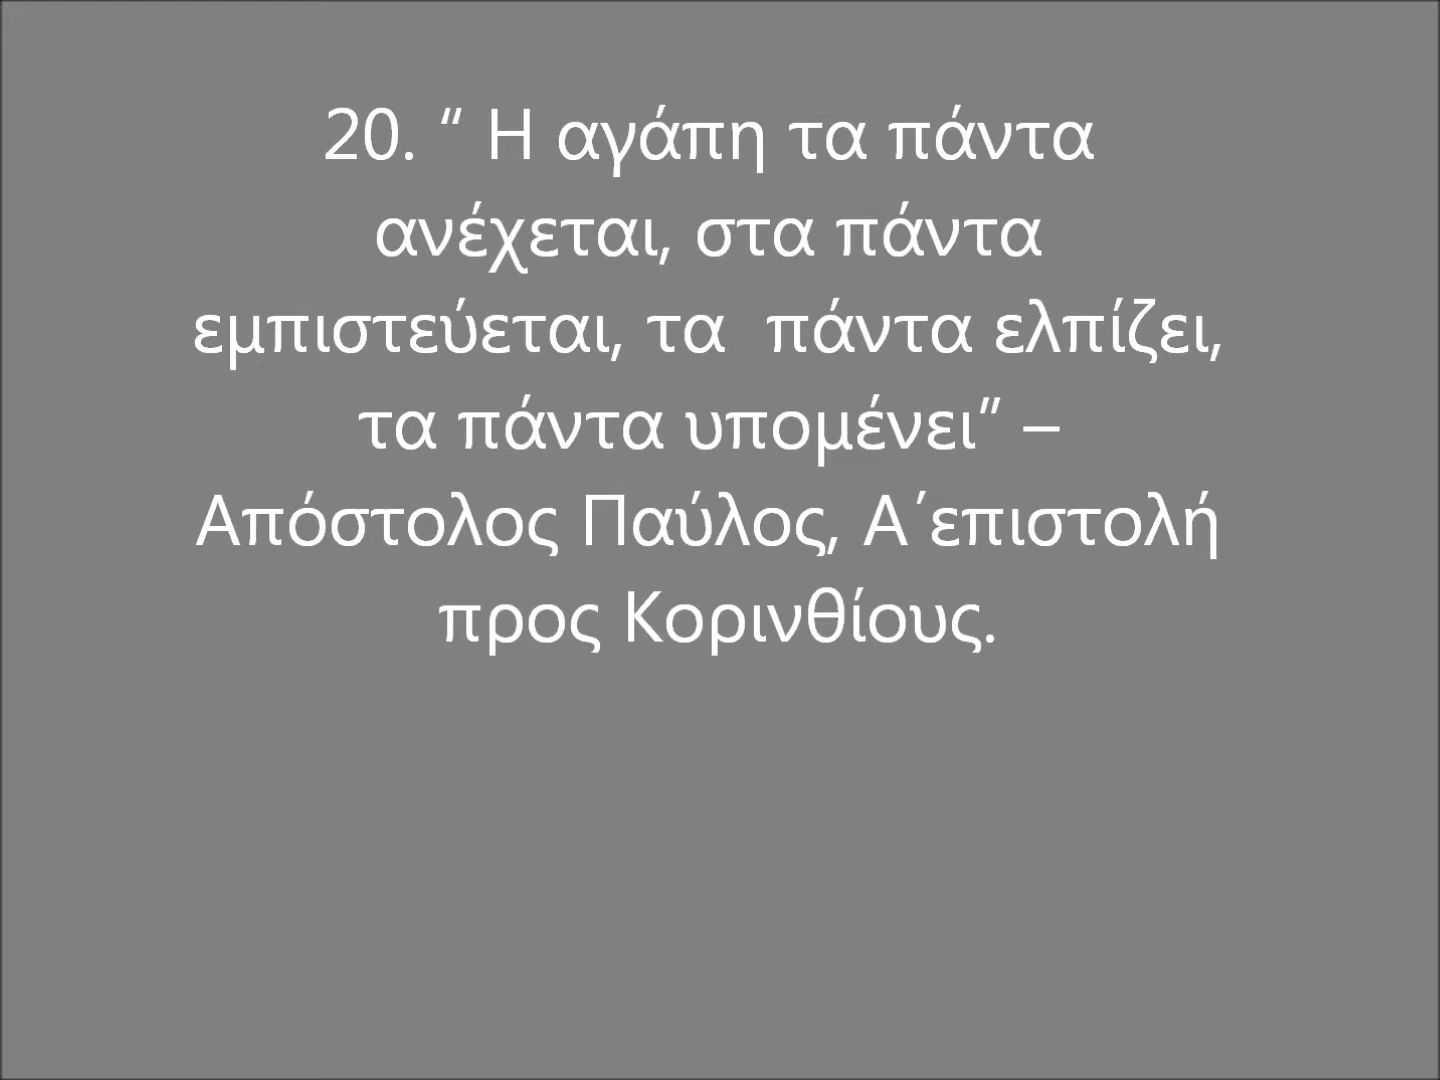 20. “ Η αγάπη τα πάντα
ανέχεται, στα πάντα
εμπιστεύεται, τα  πάντα ελπίζει,
τα πάντα υπομένει” –
Απόστολος Παύλος, Α΄επιστολή
προς Κορινθίους.